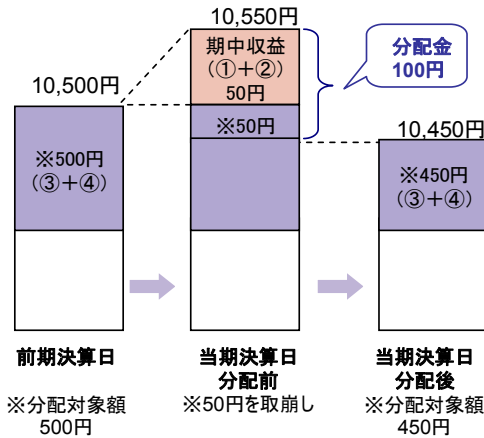 10,550円
期中収益
(①+②)
50円
分配金
100円
10,500円
※50円
10,450円
※500円
(③+④)
※450円
(③+④)
前期決算日
当期決算日
分配前
当期決算日
分配後
※分配対象額
500円
※50円を取崩し
※分配対象額
450円